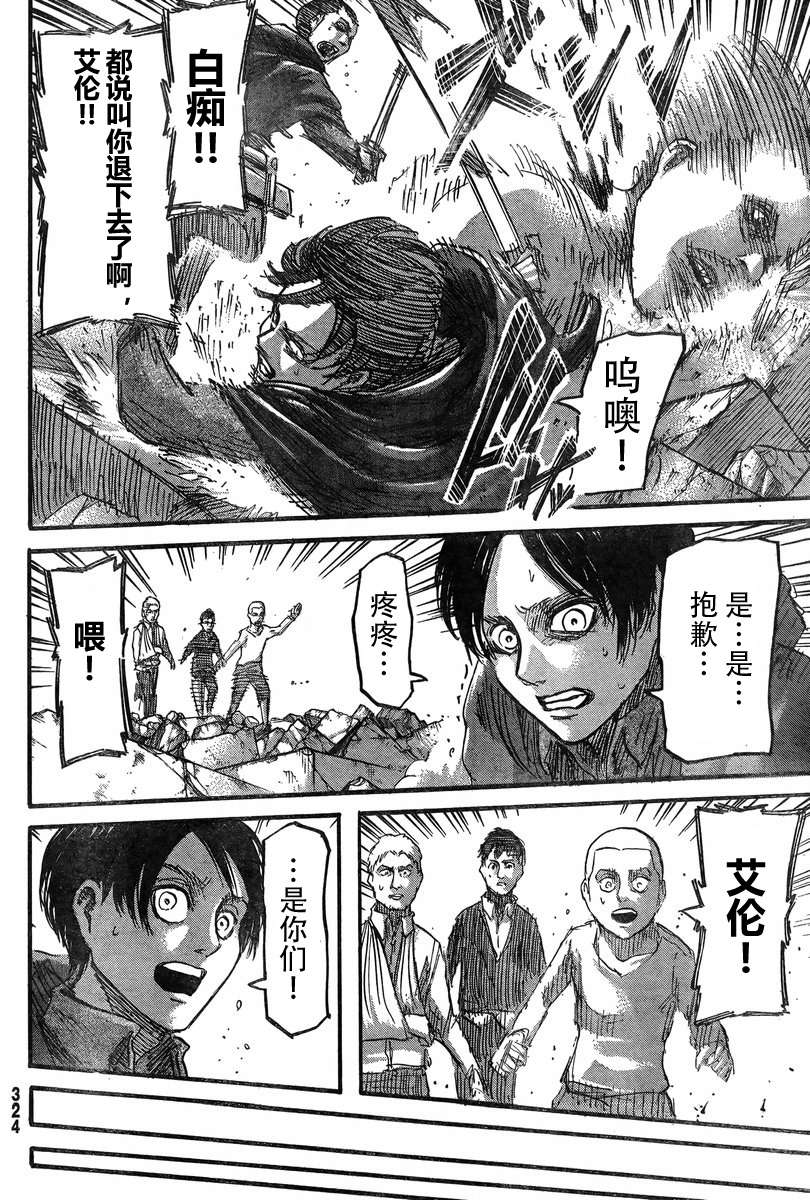 呜噢！
白痴！！
都说叫你退下去了啊，
艾伦！！
是…是…
抱歉…
疼疼…
喂！
艾伦！
…是你们！
324